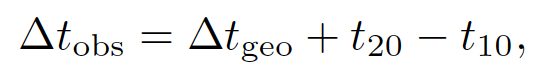 Δt_obs = Δt_geo + t_20 − t_10,